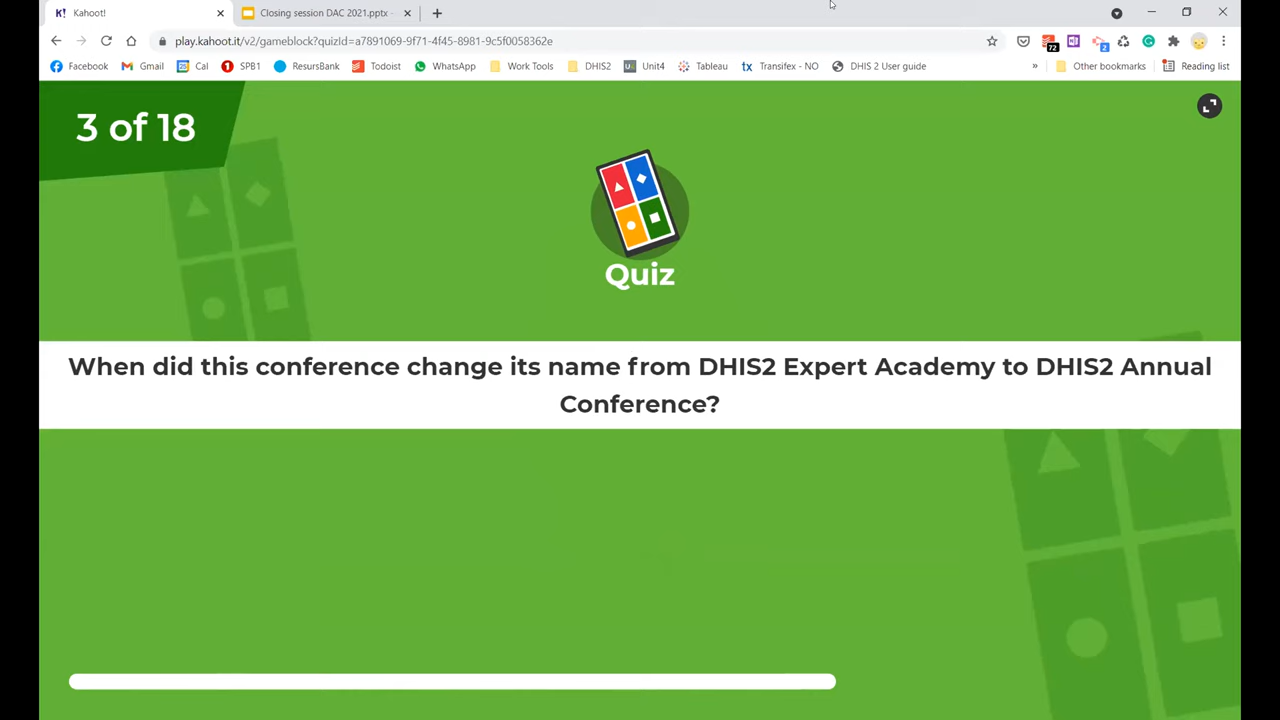 Kahoot!
Closing session DAC 2021.pptx -
play.kahoot.it/v2/gameblock?quizId=a7891069-9f71-4f45-8981-9c5f0058362e
72
2
Facebook
Gmail
Cal
SPB1
ResursBank
Todoist
WhatsApp
Work Tools
DHIS2
Unit4
Tableau
tx Transifex - NO
DHIS 2 User guide
»
Other bookmarks
Reading list
3 of 18
Quiz
When did this conference change its name from DHIS2 Expert Academy to DHIS2 Annual
Conference?